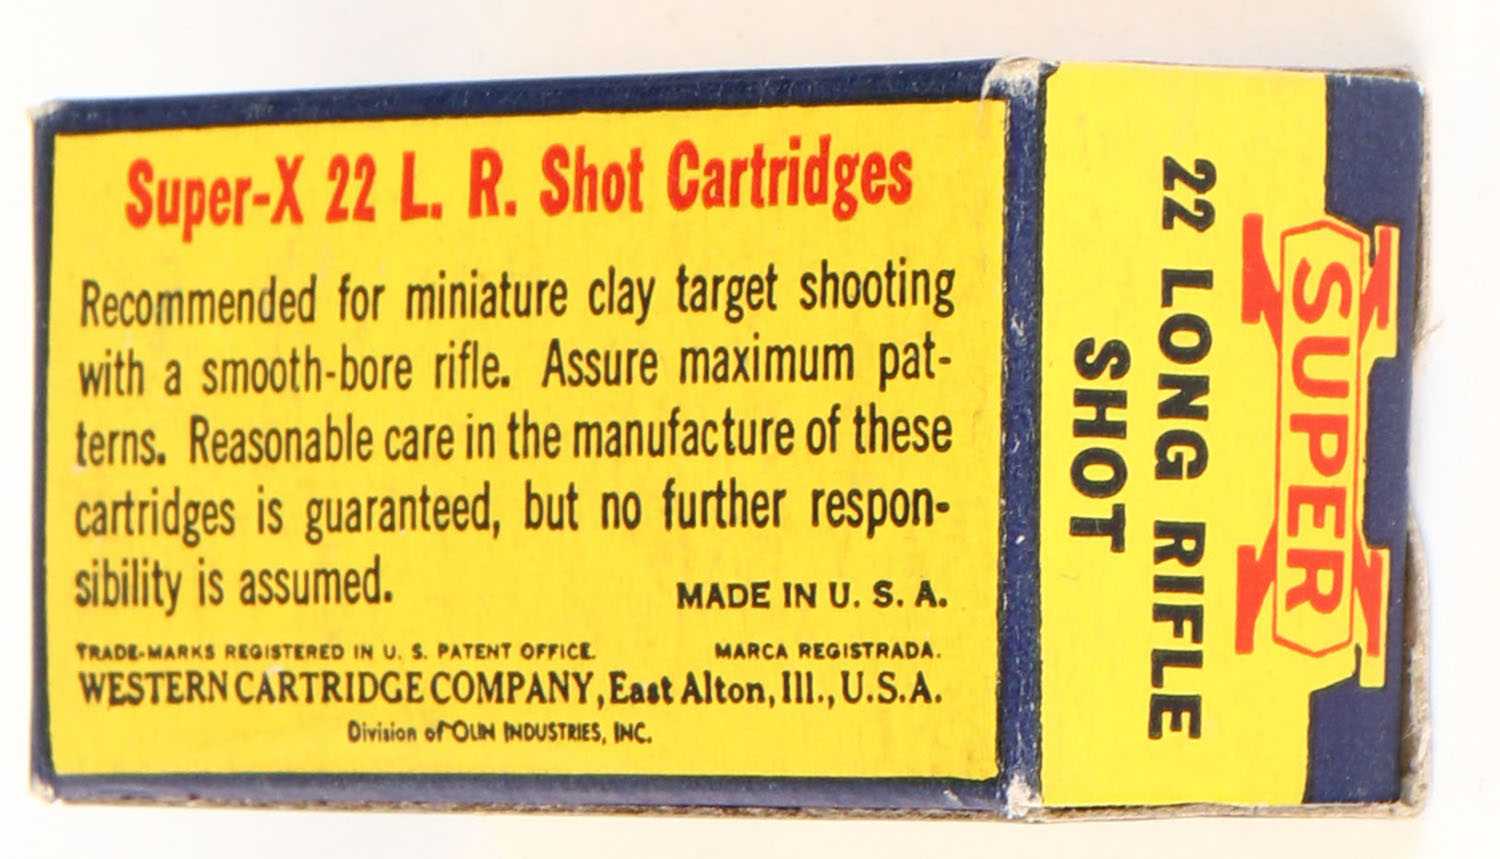 Super-X 22 L. R. Shot Cartridges
Recommended for miniature clay target shooting
with a smooth-bore rifle. Assure maximum pat-
terns. Reasonable care in the manufacture of these
cartridges is guaranteed, but no further respon-
sibility is assumed.
MADE IN U. S. A.
TRADE-MARKS REGISTERED IN U. S. PATENT OFFICE.
MARCA REGISTRADA.
WESTERN CARTRIDGE COMPANY, East Alton, Ill., U.S.A.
Division of OLIN INDUSTRIES, INC.
SUPER
X
22 LONG RIFLE
SHOT